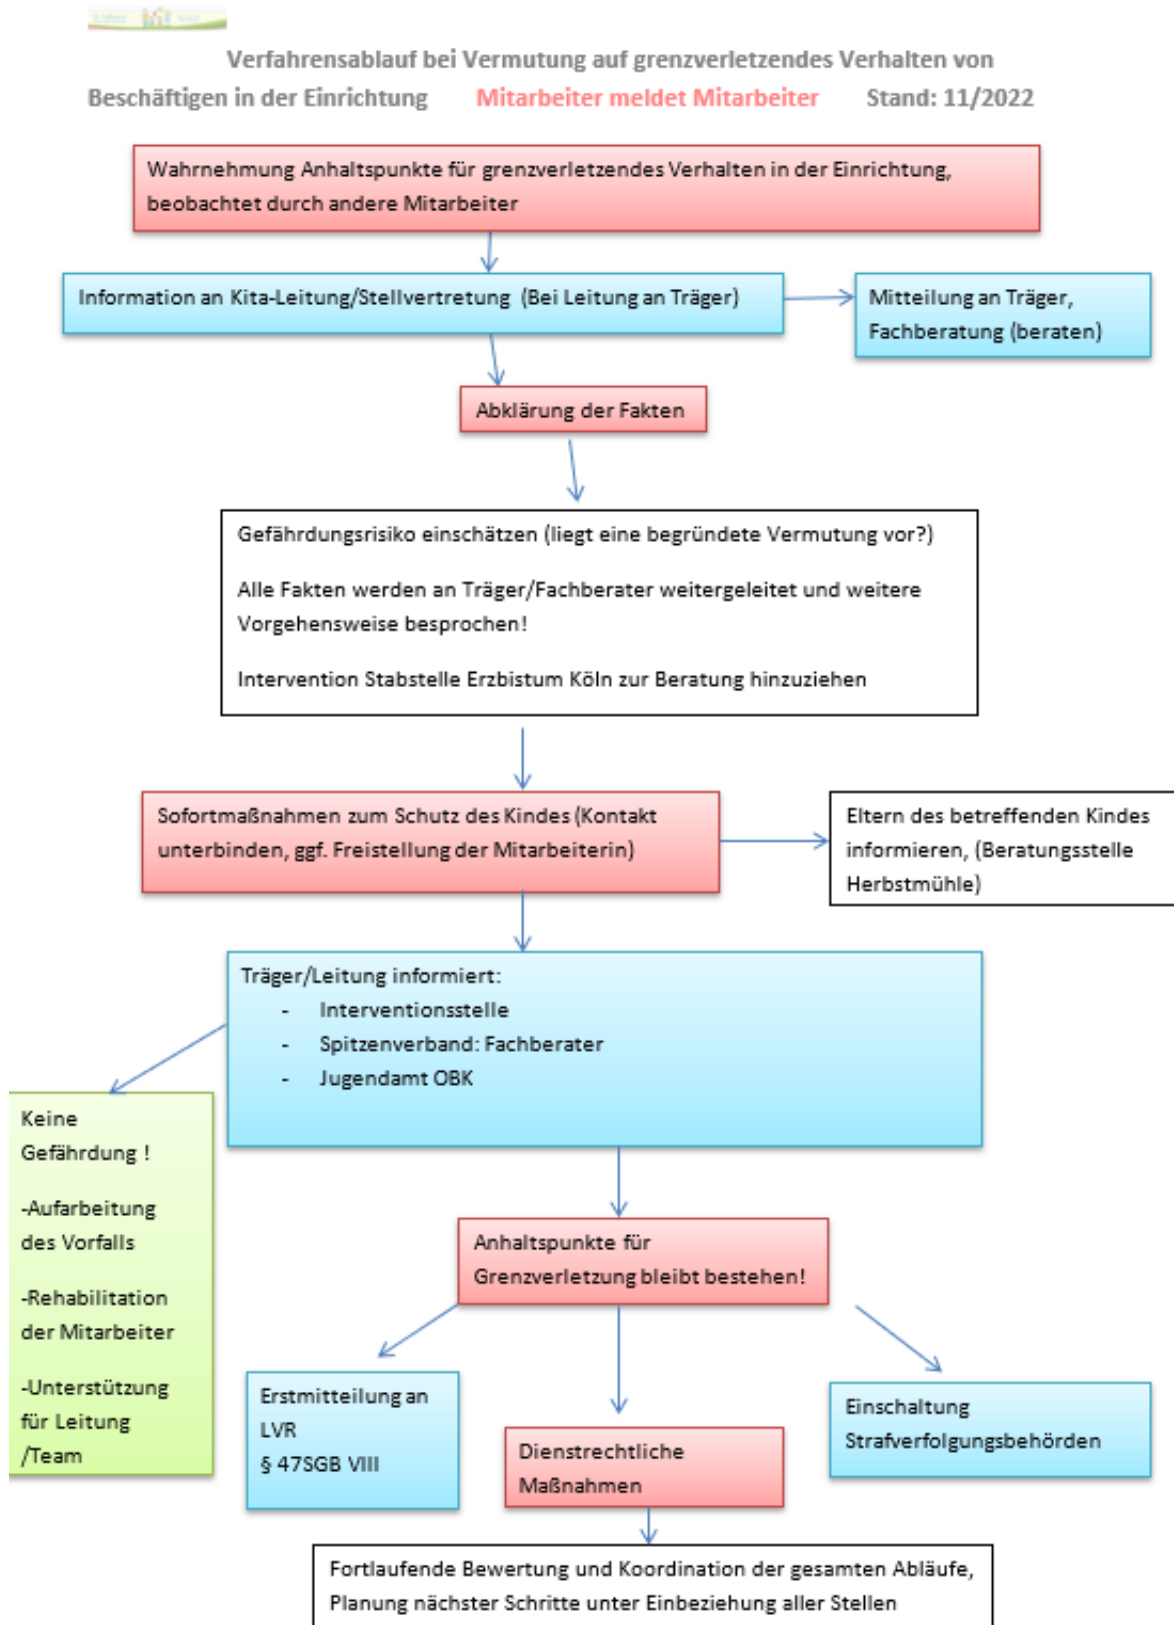 Verfahrensablauf bei Vermutung auf grenzverletzendes Verhalten von
Beschäftigen in der Einrichtung Mitarbeiter meldet Mitarbeiter Stand: 11/2022
Wahrnehmung Anhaltspunkte für grenzverletzendes Verhalten in der Einrichtung,
beobachtet durch andere Mitarbeiter
Information an Kita-Leitung/Stellvertretung (Bei Leitung an Träger)
Mitteilung an Träger,
Fachberatung (beraten)
Abklärung der Fakten
Gefährdungsrisiko einschätzen (liegt eine begründete Vermutung vor?)
Alle Fakten werden an Träger/Fachberater weitergeleitet und weitere
Vorgehensweise besprochen!
Intervention Stabstelle Erzbistum Köln zur Beratung hinzuziehen
Sofortmaßnahmen zum Schutz des Kindes (Kontakt
unterbinden, ggf. Freistellung der Mitarbeiterin)
Eltern des betreffenden Kindes
informieren, (Beratungsstelle
Herbstmühle)
Träger/Leitung informiert:
- Interventionsstelle
- Spitzenverband: Fachberater
- Jugendamt OBK
Keine
Gefährdung !
-Aufarbeitung
des Vorfalls
-Rehabilitation
der Mitarbeiter
-Unterstützung
für Leitung
/Team
Anhaltspunkte für
Grenzverletzung bleibt bestehen!
Erstmitteilung an
LVR
§ 47SGB VIII
Dienstrechtliche
Maßnahmen
Einschaltung
Strafverfolgungsbehörden
Fortlaufende Bewertung und Koordination der gesamten Abläufe,
Planung nächster Schritte unter Einbeziehung aller Stellen